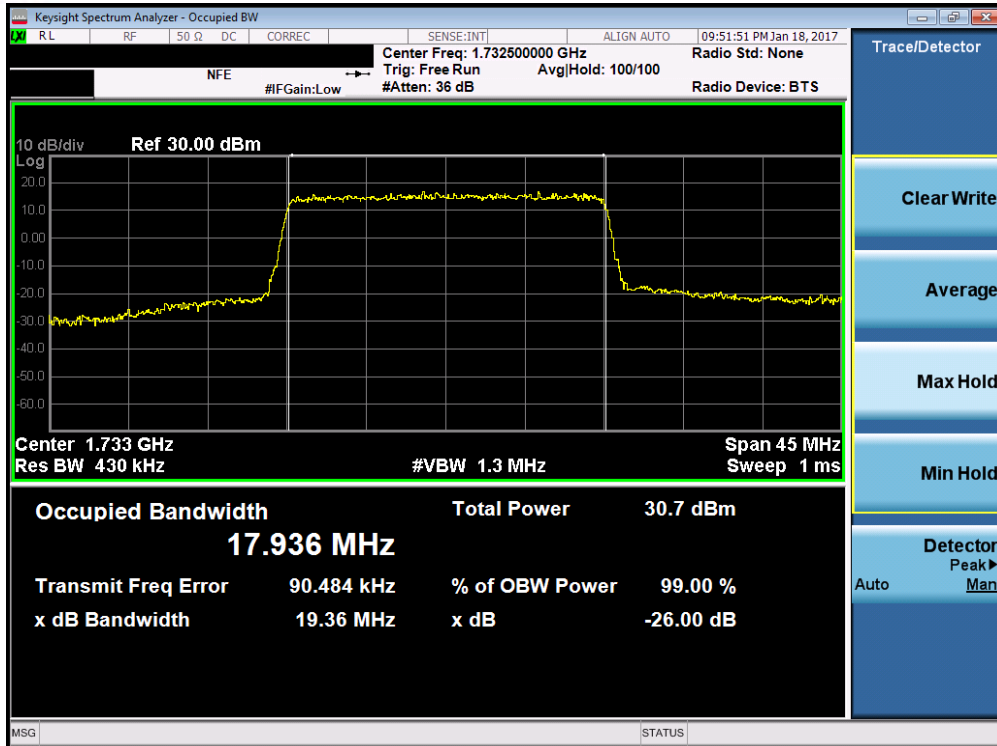 Keysight Spectrum Analyzer - Occupied BW
LXI RL RF 50 Ω DC CORREC SENSE:INT ALIGN AUTO 09:51:51 PM Jan 18, 2017
Center Freq: 1.732500000 GHz Radio Std: None
NFE Trig: Free Run Avg|Hold: 100/100
#IFGain:Low #Atten: 36 dB Radio Device: BTS
Trace/Detector
10 dB/div Ref 30.00 dBm
Log
20.0
10.0
0.00
-10.0
-20.0
-30.0
-40.0
-50.0
-60.0
Center 1.733 GHz Span 45 MHz
Res BW 430 kHz #VBW 1.3 MHz Sweep 1 ms
Occupied Bandwidth Total Power 30.7 dBm
17.936 MHz
Transmit Freq Error 90.484 kHz % of OBW Power 99.00 %
x dB Bandwidth 19.36 MHz x dB -26.00 dB
Clear Write
Average
Max Hold
Min Hold
Detector
Peak▶
Auto Man
MSG STATUS